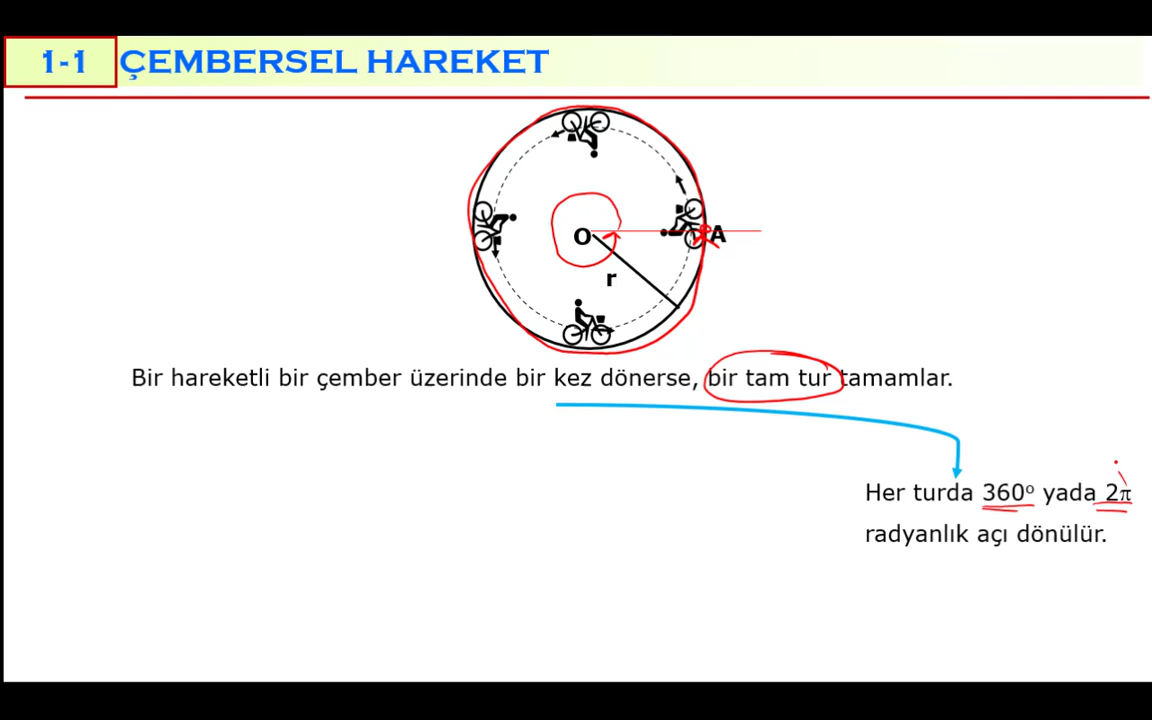 1-1 ÇEMBERSEL HAREKET
O
A
r
Bir hareketli bir çember üzerinde bir kez dönerse, bir tam tur tamamlar.
Her turda 360º yada 2π
radyanlık açı dönülür.